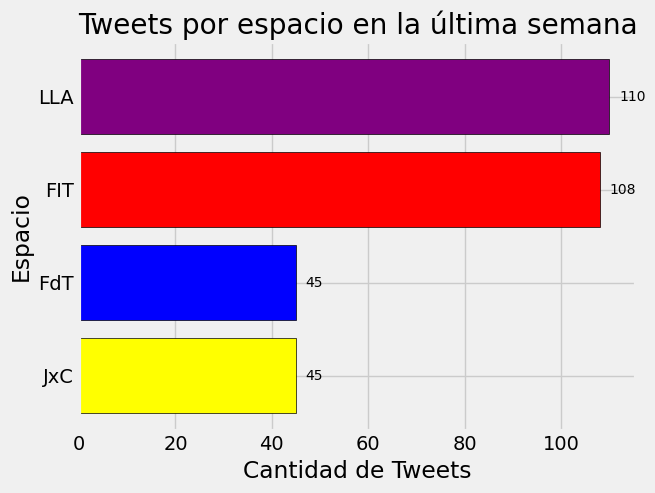 Tweets por espacio en la última semana
Espacio
LLA
110
FIT
108
FdT
45
JxC
45
0 20 40 60 80 100
Cantidad de Tweets